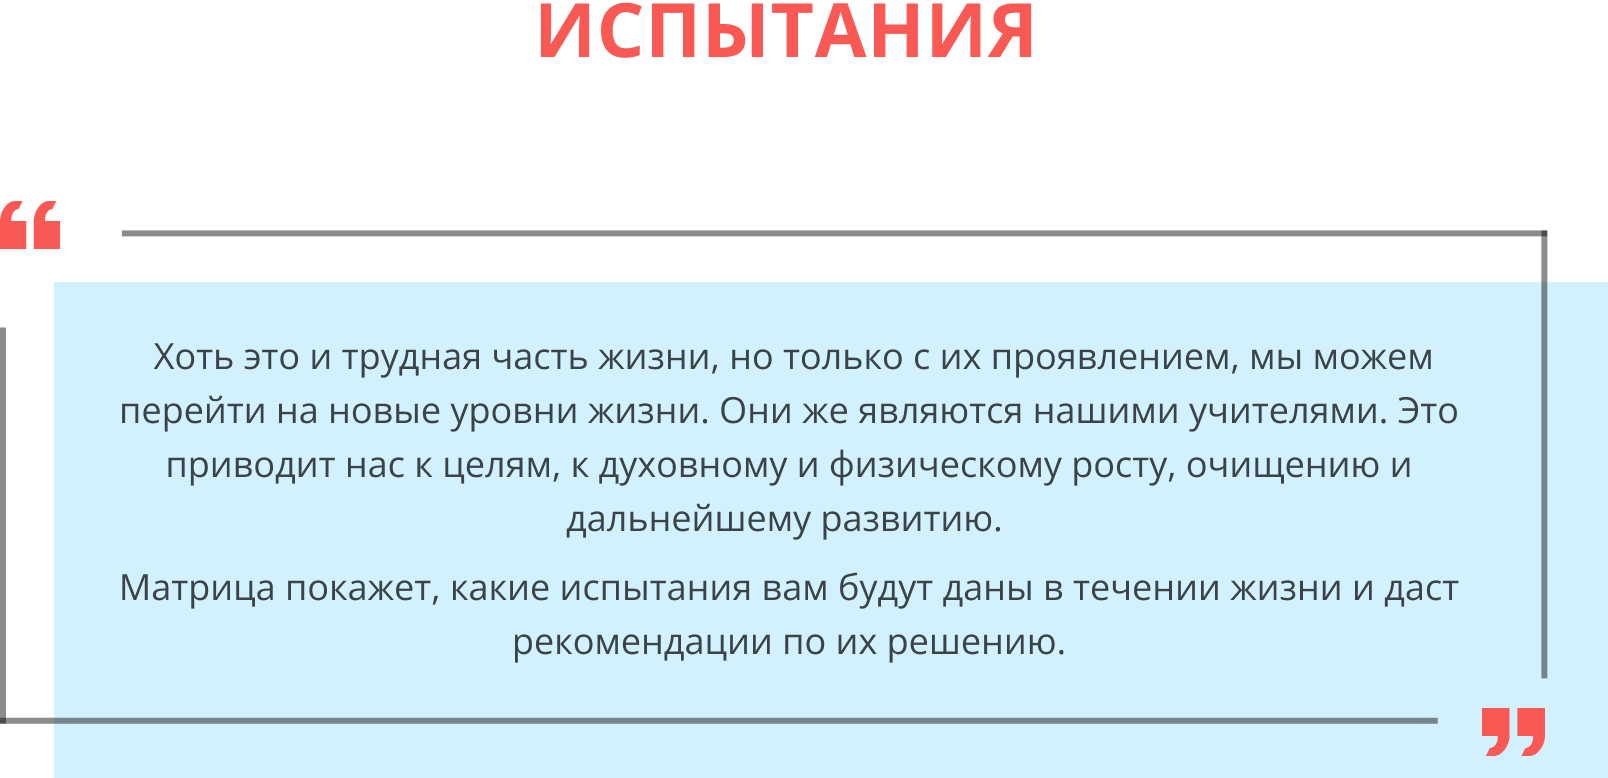 ИСПЫТАНИЯ
Хоть это и трудная часть жизни, но только с их проявлением, мы можем
перейти на новые уровни жизни. Они же являются нашими учителями. Это
приводит нас к целям, к духовному и физическому росту, очищению и
дальнейшему развитию.
Матрица покажет, какие испытания вам будут даны в течении жизни и даст
рекомендации по их решению.